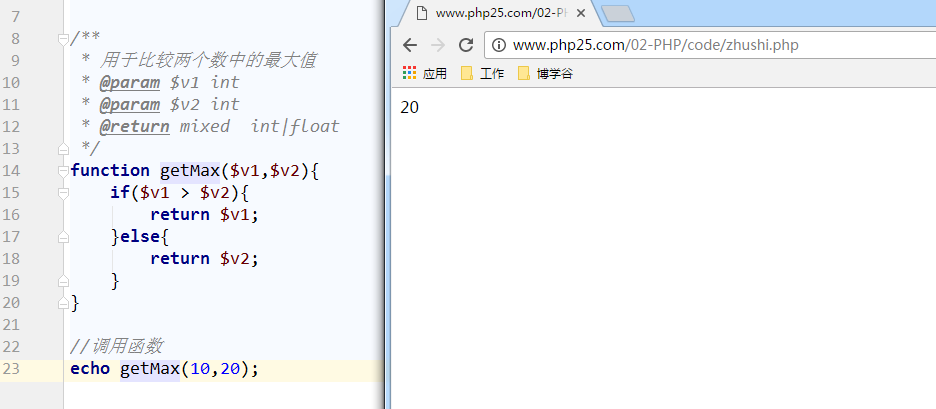 7
8 /**
9 * 用于比较两个数中的最大值
10 * @param $v1 int
11 * @param $v2 int
12 * @return mixed int|float
13 */
14 function getMax($v1,$v2){
15 if($v1 > $v2){
16 return $v1;
17 }else{
18 return $v2;
19 }
20 }
21
22 //调用函数
23 echo getMax(10,20);
www.php25.com/02-PH
www.php25.com/02-PHP/code/zhushi.php
应用 工作 博学谷
20